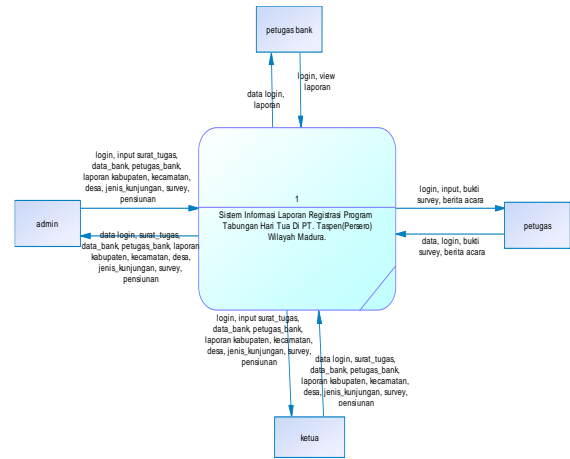 petugas bank
login, view
laporan
data login,
laporan
login, input surat_tugas,
data_bank, petugas_bank,
laporan kabupaten, kecamatan,
desa, jenis_kunjungan, survey,
pensiunan
admin
data login, surat_tugas,
data_bank, petugas_bank, laporan
kabupaten, kecamatan, desa,
jenis_kunjungan, survey,
pensiunan
1
Sistem Informasi Laporan Registrasi Program
Tabungan Hari Tua Di PT. Taspen(Persero)
Wilayah Madura.
login, input, bukti
survey, berita acara
petugas
data, login, bukti
survey, berita acara
login, input surat_tugas,
data_bank, petugas_bank,
laporan kabupaten, kecamatan,
desa, jenis_kunjungan, survey,
pensiunan
data login, surat_tugas,
data_bank, petugas_bank,
laporan kabupaten, kecamatan,
desa, jenis_kunjungan, survey,
pensiunan
ketua